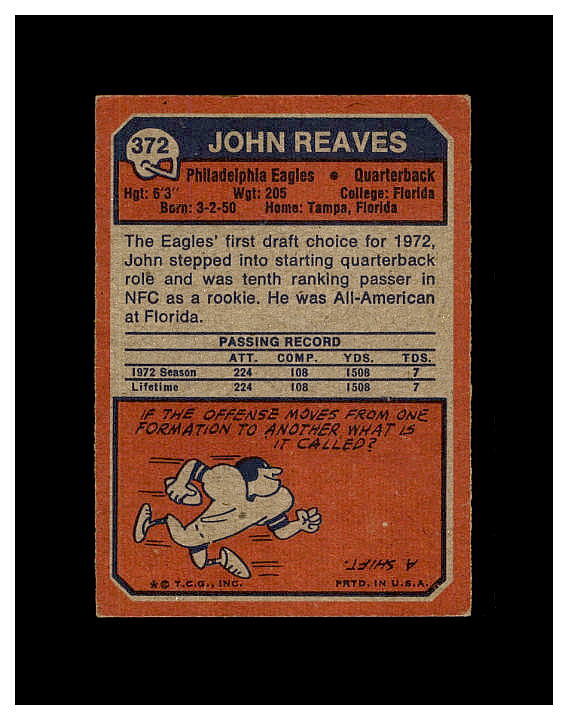 372
JOHN REAVES
Philadelphia Eagles • Quarterback
Hgt: 6'3" Wgt: 205 College: Florida
Born: 3-2-50 Home: Tampa, Florida
The Eagles' first draft choice for 1972,
John stepped into starting quarterback
role and was tenth ranking passer in
NFC as a rookie. He was All-American
at Florida.
PASSING RECORD
ATT. COMP. YDS. TDS.
1972 Season 224 108 1508 7
Lifetime 224 108 1508 7
IF THE OFFENSE MOVES FROM ONE
FORMATION TO ANOTHER WHAT IS
IT CALLED?
A SHIFT.
*© T.C.G., INC. PRTD. IN U.S.A.